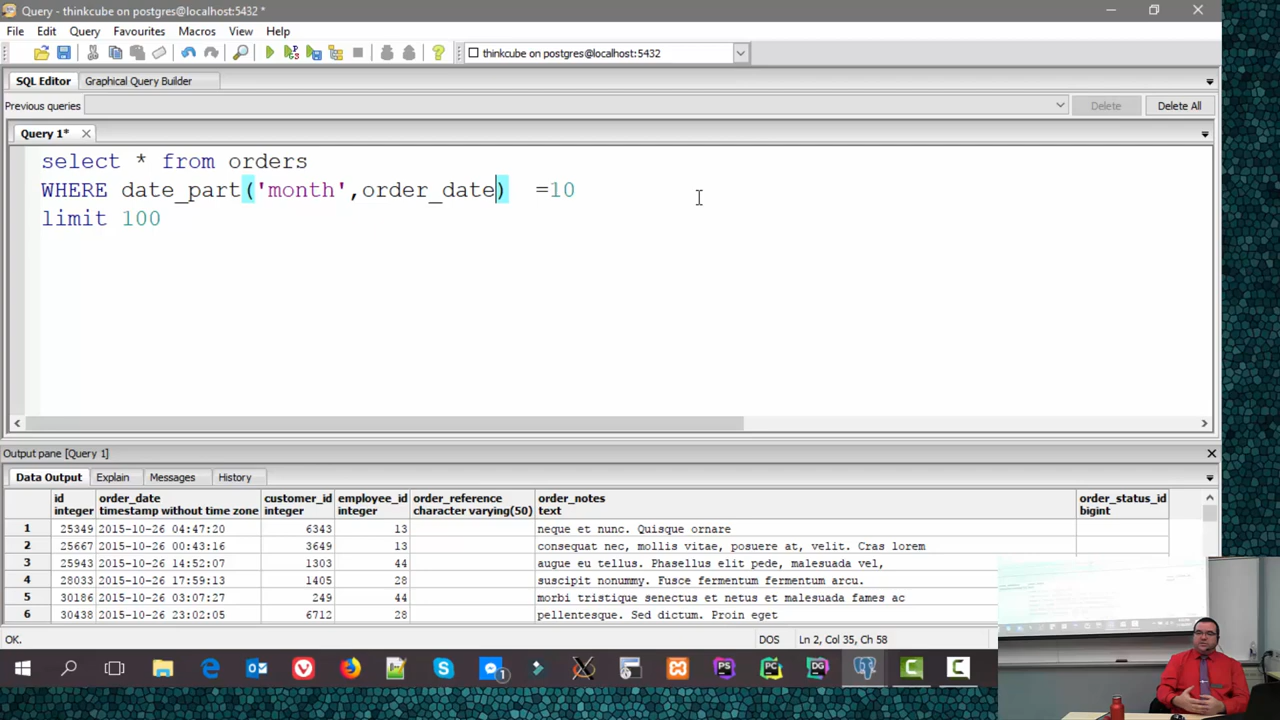 Query - thinkcube on postgres@localhost:5432 *
File Edit Query Favourites Macros View Help
thinkcube on postgres@localhost:5432
SQL Editor Graphical Query Builder
Previous queries Delete Delete All
Query 1*
select * from orders
WHERE date_part('month',order_date) =10
limit 100
Output pane [Query 1]
Data Output Explain Messages History
id order_date customer_id employee_id order_reference order_notes order_status_id
integer timestamp without time zone integer integer character varying(50) text bigint
1 25349 2015-10-26 04:47:20 6343 13 neque et nunc. Quisque ornare
2 25667 2015-10-26 00:43:16 3649 13 consequat nec, mollis vitae, posuere at, velit. Cras lorem
3 25943 2015-10-26 14:52:07 1303 44 augue eu tellus. Phasellus elit pede, malesuada vel,
4 28033 2015-10-26 17:59:13 1405 28 suscipit nonummy. Fusce fermentum fermentum arcu.
5 30186 2015-10-26 03:07:27 249 44 morbi tristique senectus et netus et malesuada fames ac
6 30438 2015-10-26 23:02:05 6712 28 pellentesque. Sed dictum. Proin eget
OK. DOS Ln 2, Col 35, Ch 58
1 PS PC DG